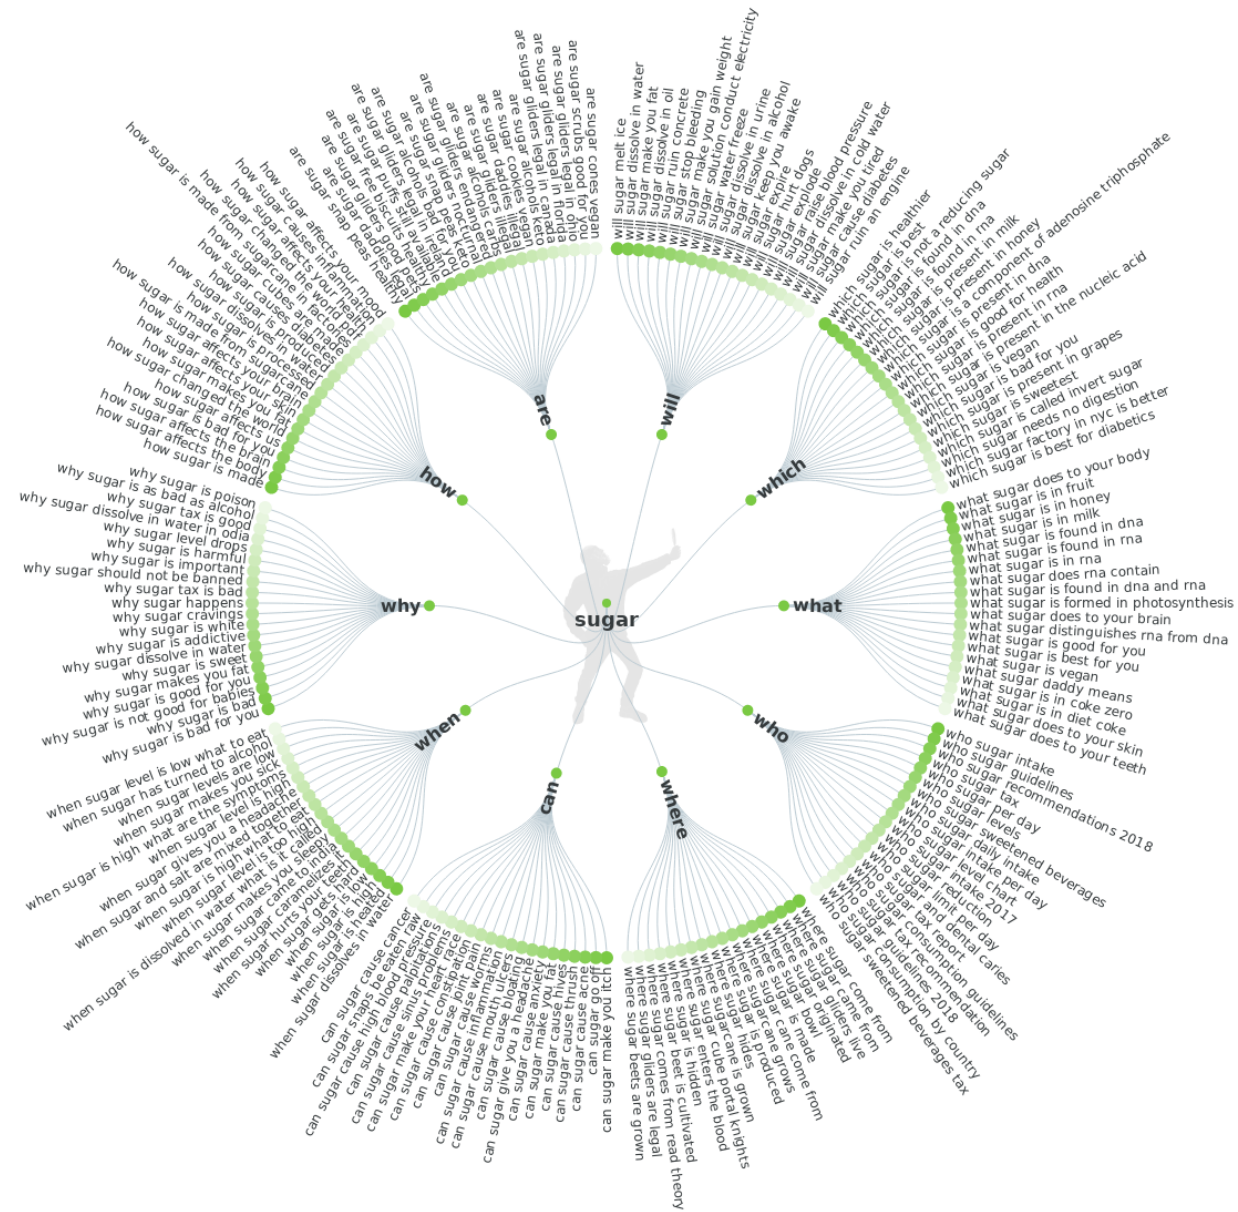 sugar
will
will sugar melt ice
will sugar dissolve in water
will sugar make you fat
will sugar dissolve in oil
will sugar ruin concrete
will sugar stop bleeding
will sugar make you gain weight
will sugar solution conduct electricity
will sugar water freeze
will sugar dissolve in urine
will sugar dissolve in alcohol
will sugar keep you awake
will sugar expire
will sugar hurt dogs
will sugar explode
will sugar raise blood pressure
will sugar dissolve in cold water
will sugar make you tired
will sugar cause diabetes
will sugar ruin an engine
which
which sugar is healthier
which sugar is best
which sugar is not a reducing sugar
which sugar is found in dna
which sugar is found in rna
which sugar is present in milk
which sugar is present in honey
which sugar is a component of adenosine triphosphate
which sugar is present in dna
which sugar is good for health
which sugar is present in rna
which sugar is present in the nucleic acid
which sugar is vegan
which sugar is bad for you
which sugar is present in grapes
which sugar is sweetest
which sugar is called invert sugar
which sugar needs no digestion
which sugar factory in nyc is better
which sugar is best for diabetics
what
what sugar does to your body
what sugar is in fruit
what sugar is in honey
what sugar is in milk
what sugar is found in dna
what sugar is found in rna
what sugar is in rna
what sugar does rna contain
what sugar is found in dna and rna
what sugar is formed in photosynthesis
what sugar does to your brain
what sugar distinguishes rna from dna
what sugar is good for you
what sugar is best for you
what sugar is vegan
what sugar daddy means
what sugar is in coke zero
what sugar is in diet coke
what sugar does to your skin
what sugar does to your teeth
who
who sugar intake
who sugar guidelines
who sugar tax
who sugar recommendations 2018
who sugar per day
who sugar levels
who sugar sweetened beverages
who sugar daily intake
who sugar intake per day
who sugar level chart
who sugar intake 2017
who sugar reduction
who sugar limit per day
who sugar and dental caries
who sugar tax report
who sugar consumption guidelines
who sugar tax recommendation
who sugar guidelines 2018
who sugar consumption by country
who sugar sweetened beverages tax
where
where sugar come from
where sugar came from
where sugar gliders live
where sugar originated
where sugar bowl
where sugar is made
where sugar cane come from
where sugar is produced
where sugarcane grows
where sugar hides
where sugarcane is grown
where sugar cube portal knights
where sugar enters the blood
where sugar is hidden
where sugar beet is cultivated
where sugar comes from read theory
where sugar gliders are legal
where sugar beets are grown
can
can sugar make you itch
can sugar go off
can sugar cause acne
can sugar cause thrush
can sugar cause hives
can sugar make you fat
can sugar cause anxiety
can sugar give you a headache
can sugar cause bloating
can sugar cause mouth ulcers
can sugar cause inflammation
can sugar cause worms
can sugar cause joint pain
can sugar cause constipation
can sugar make your heart race
can sugar cause sinus problems
can sugar cause palpitations
can sugar cause high blood pressure
can sugar snaps be eaten raw
can sugar cause cancer
when
when sugar dissolves in water
when sugar is heated
when sugar is high
when sugar is low
when sugar gets hard
when sugar hurts your teeth
when sugar caramelizes it
when sugar came to india
when sugar makes you sleepy
when sugar is dissolved in water what is it called
when sugar level is too high
when sugar is high what to eat
when sugar and salt are mixed together
when sugar gives you a headache
when sugar level is high
when sugar is high what are the symptoms
when sugar makes you sick
when sugar levels are low
when sugar has turned to alcohol
when sugar level is low what to eat
why
why sugar is bad for you
why sugar is bad
why sugar is not good for babies
why sugar is good for you
why sugar makes you fat
why sugar is sweet
why sugar dissolve in water
why sugar is addictive
why sugar is white
why sugar cravings
why sugar happens
why sugar tax is bad
why sugar should not be banned
why sugar is important
why sugar is harmful
why sugar level drops
why sugar dissolve in water in odia
why sugar tax is good
why sugar is as bad as alcohol
why sugar is poison
how
how sugar is made
how sugar affects the body
how sugar affects the brain
how sugar is bad for you
how sugar affects us
how sugar changed the world
how sugar makes you fat
how sugar affects your skin
how sugar affects your brain
how sugar is made from sugarcane
how sugar is processed
how sugar dissolves in water
how sugar is produced
how sugar causes diabetes
how sugar cubes are made
how sugar is made from sugarcane in factories
how sugar changed the world pdf
how sugar affects your health
how sugar causes inflammation
how sugar affects your mood
are
are sugar snap peas healthy
are sugar daddies legal
are sugar gliders good pets
are sugar free biscuits healthy
are sugar puffs still available
are sugar gliders legal in ireland
are sugar alcohols bad for you
are sugar snap peas keto
are sugar gliders nocturnal
are sugar gliders endangered
are sugar alcohols carbs
are sugar gliders illegal
are sugar daddies illegal
are sugar cookies vegan
are sugar alcohols keto
are sugar gliders legal in canada
are sugar gliders legal in florida
are sugar gliders legal in ohio
are sugar scrubs good for you
are sugar cones vegan